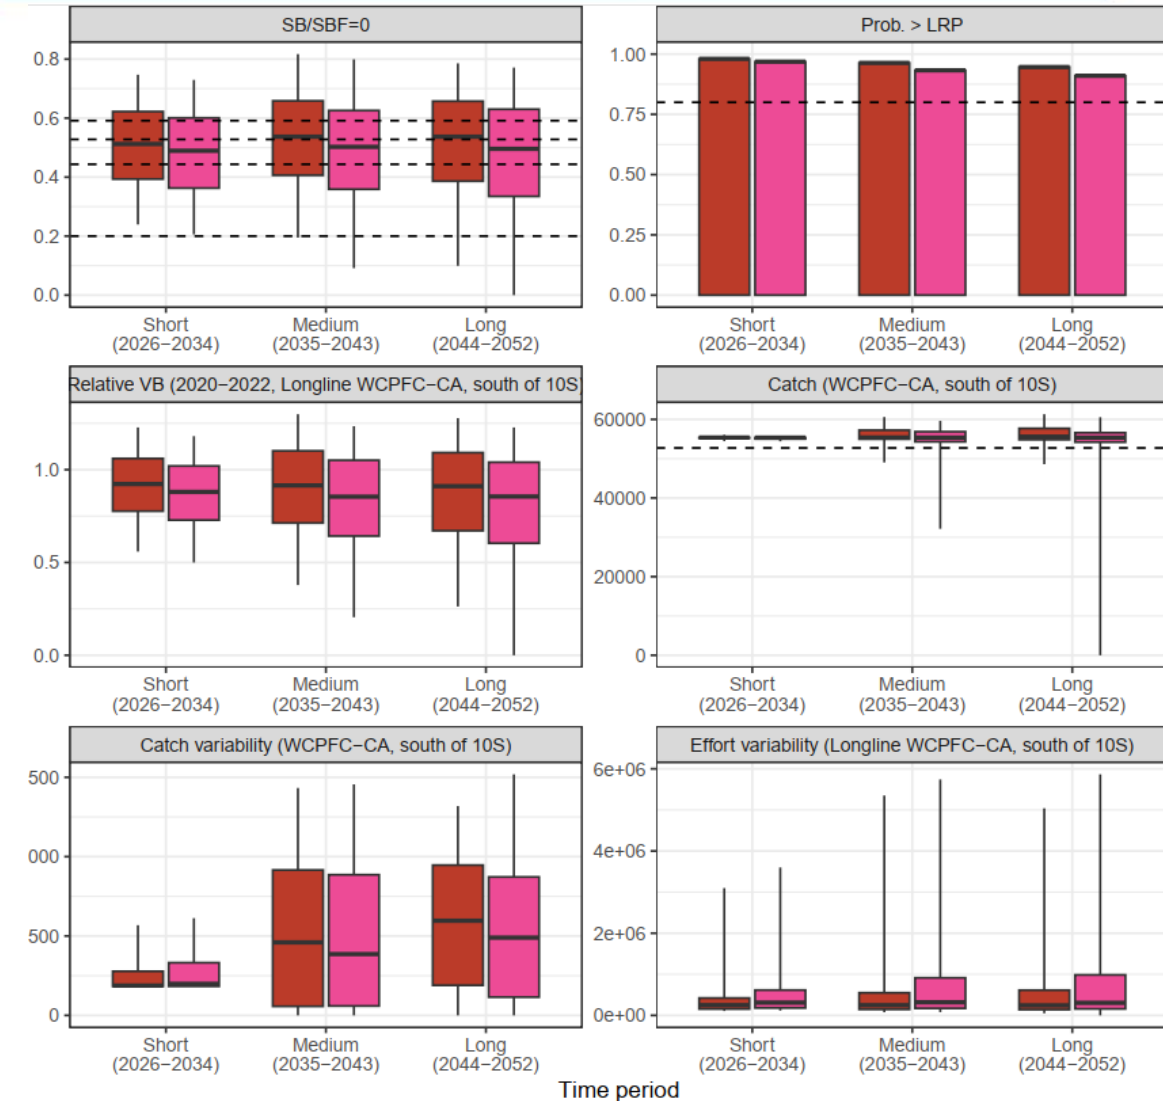 SB/SBF=0
0.8
0.6
0.4
0.2
0.0
Short
(2026−2034)
Medium
(2035−2043)
Long
(2044−2052)
Prob. > LRP
1.00
0.75
0.50
0.25
0.00
Short
(2026−2034)
Medium
(2035−2043)
Long
(2044−2052)
Relative VB (2020−2022, Longline WCPFC−CA, south of 10S)
1.0
0.5
0.0
Short
(2026−2034)
Medium
(2035−2043)
Long
(2044−2052)
Catch (WCPFC−CA, south of 10S)
60000
40000
20000
0
Short
(2026−2034)
Medium
(2035−2043)
Long
(2044−2052)
Catch variability (WCPFC−CA, south of 10S)
500
000
500
0
Short
(2026−2034)
Medium
(2035−2043)
Long
(2044−2052)
Effort variability (Longline WCPFC−CA, south of 10S)
6e+06
4e+06
2e+06
0e+00
Short
(2026−2034)
Medium
(2035−2043)
Long
(2044−2052)
Time period